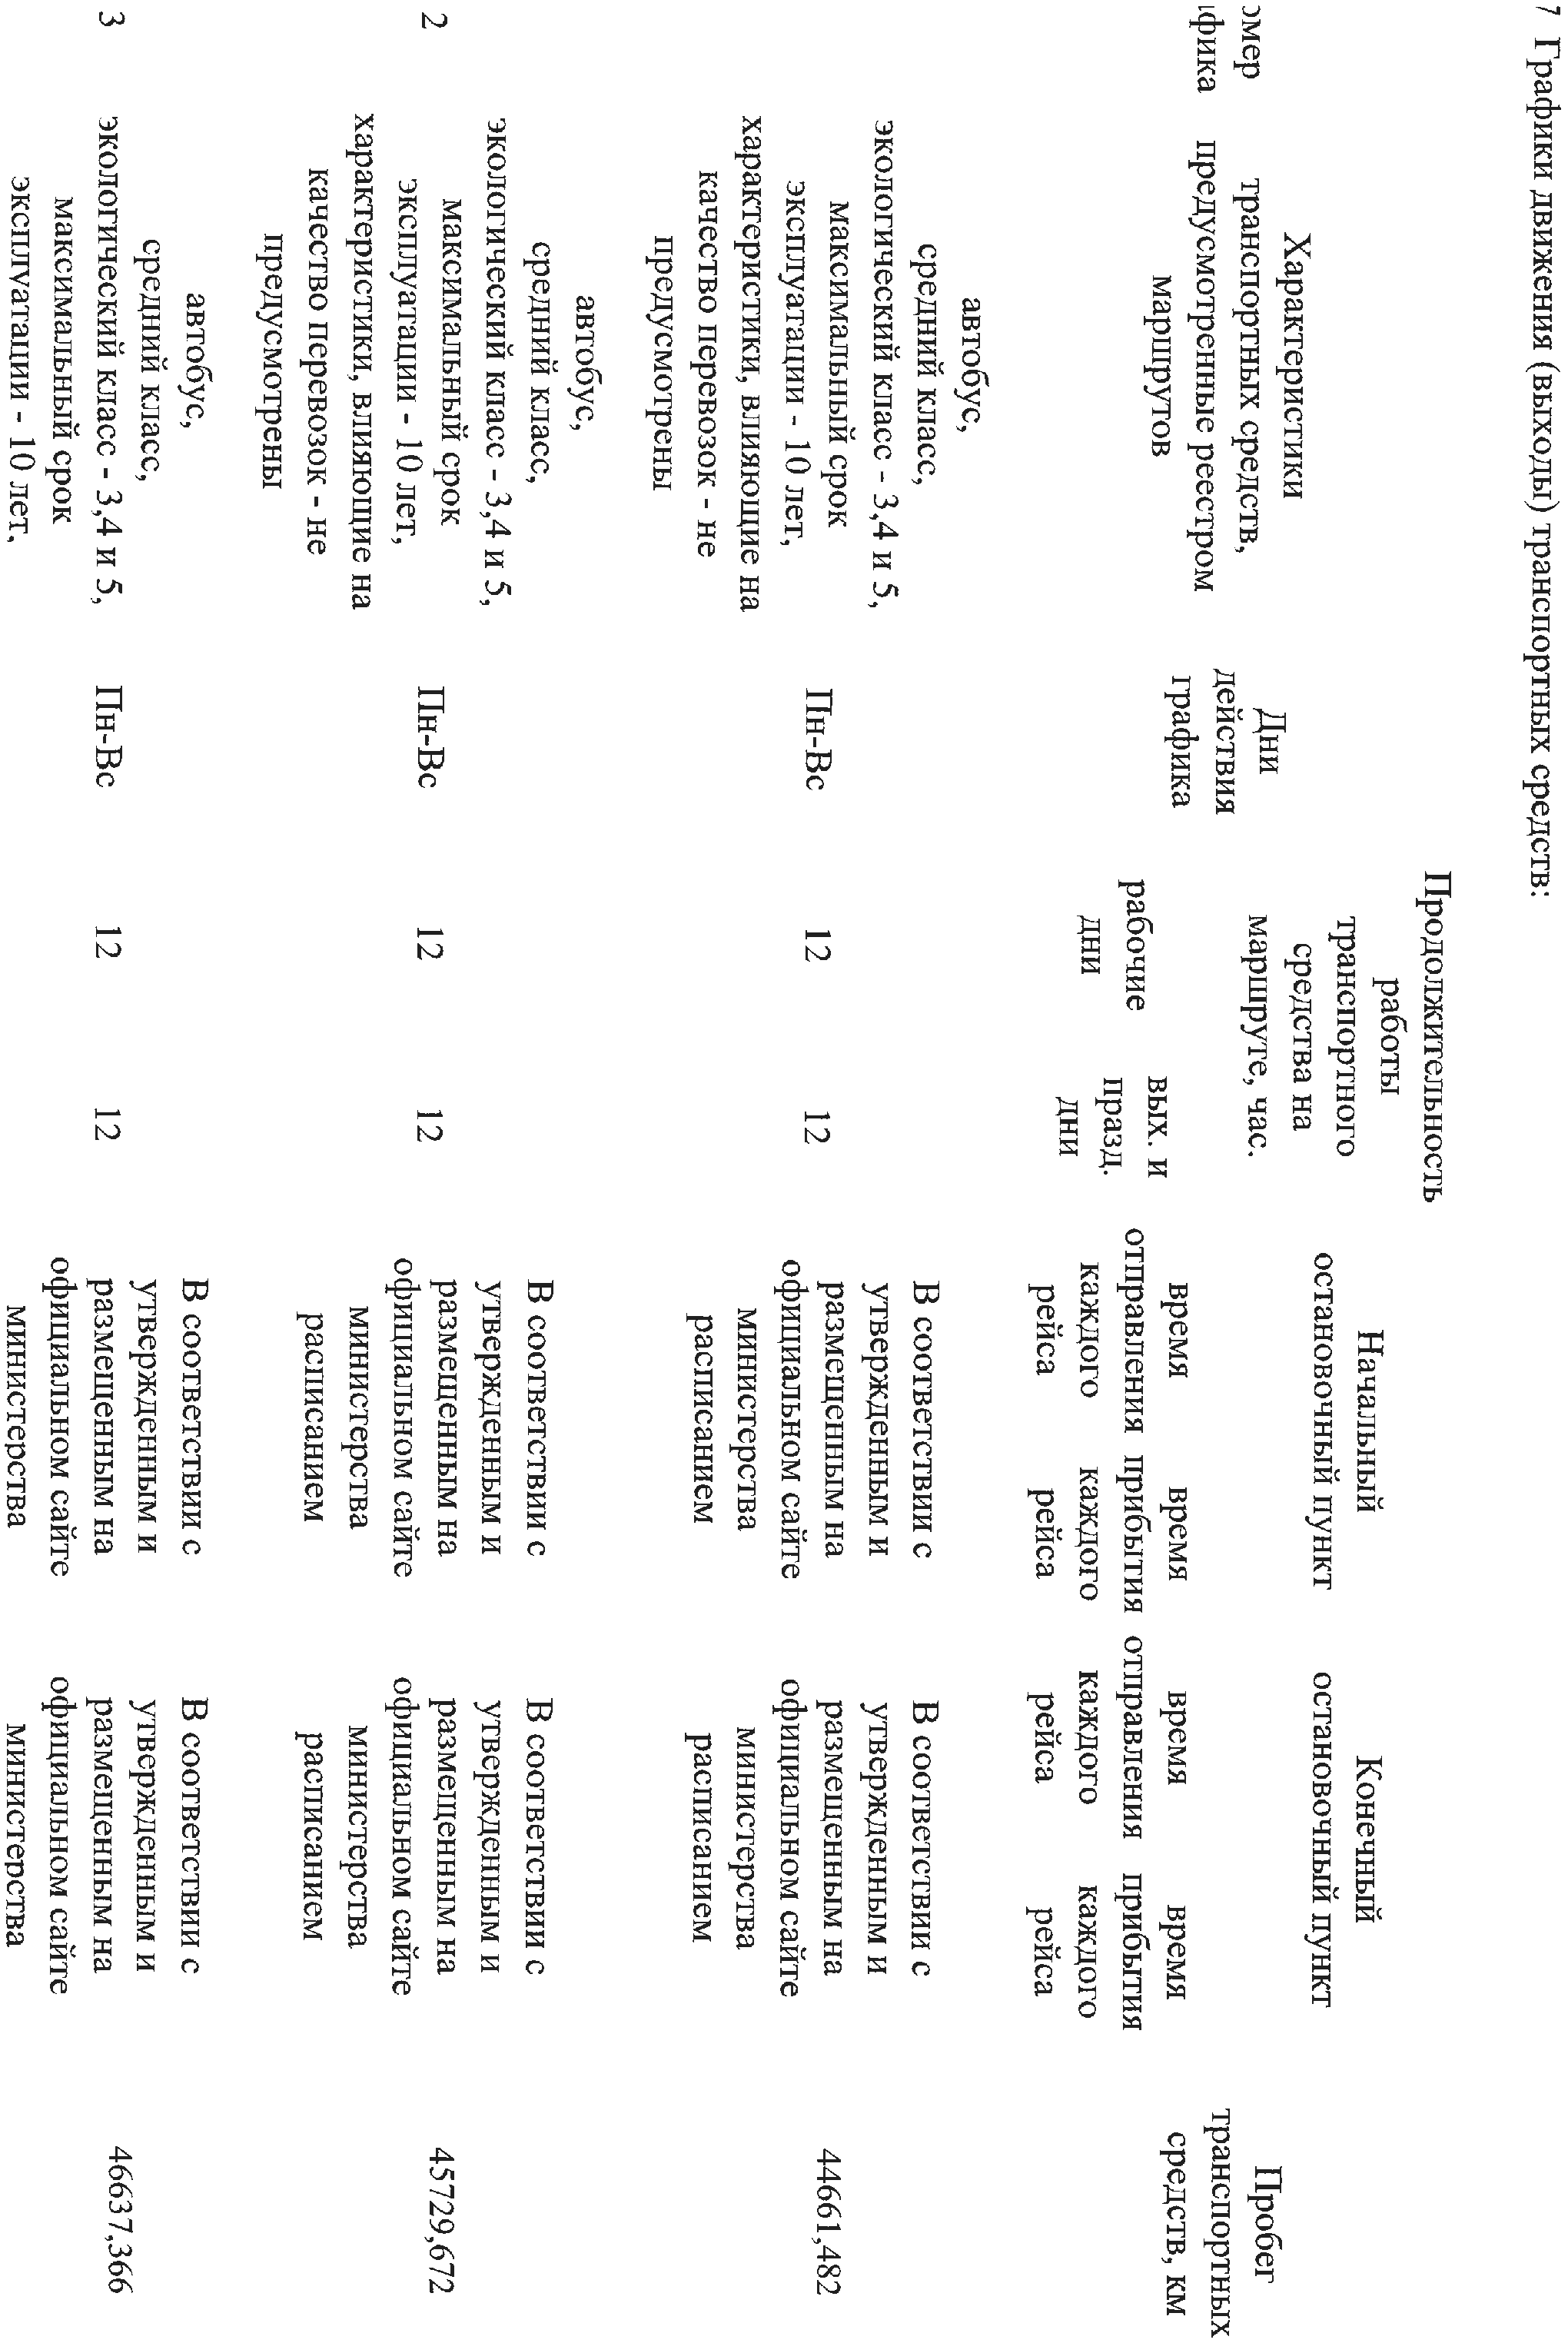 7 Графики движения (выходы) транспортных средств:
омер
фика
Характеристики
транспортных средств,
предусмотренные реестром
маршрутов
Дни
действия
графика
Продолжительность
работы
транспортного
средства на
маршруте, час.
рабочие
дни
вых. и
празд.
дни
Начальный
остановочный пункт
время
отправления
каждого
рейса
время
прибытия
каждого
рейса
Конечный
остановочный пункт
время
отправления
каждого
рейса
время
прибытия
каждого
рейса
Пробег
транспортных
средств, км
автобус,
средний класс,
экологический класс - 3,4 и 5,
максимальный срок
эксплуатации - 10 лет,
характеристики, влияющие на
качество перевозок - не
предусмотрены
Пн-Вс
12
12
В соответствии с
утвержденным и
размещенным на
официальном сайте
министерства
расписанием
В соответствии с
утвержденным и
размещенным на
официальном сайте
министерства
расписанием
44661,482
2
автобус,
средний класс,
экологический класс - 3,4 и 5,
максимальный срок
эксплуатации - 10 лет,
характеристики, влияющие на
качество перевозок - не
предусмотрены
Пн-Вс
12
12
В соответствии с
утвержденным и
размещенным на
официальном сайте
министерства
расписанием
В соответствии с
утвержденным и
размещенным на
официальном сайте
министерства
расписанием
45729,672
3
автобус,
средний класс,
экологический класс - 3,4 и 5,
максимальный срок
эксплуатации - 10 лет,
Пн-Вс
12
12
В соответствии с
утвержденным и
размещенным на
официальном сайте
министерства
В соответствии с
утвержденным и
размещенным на
официальном сайте
министерства
46637,366